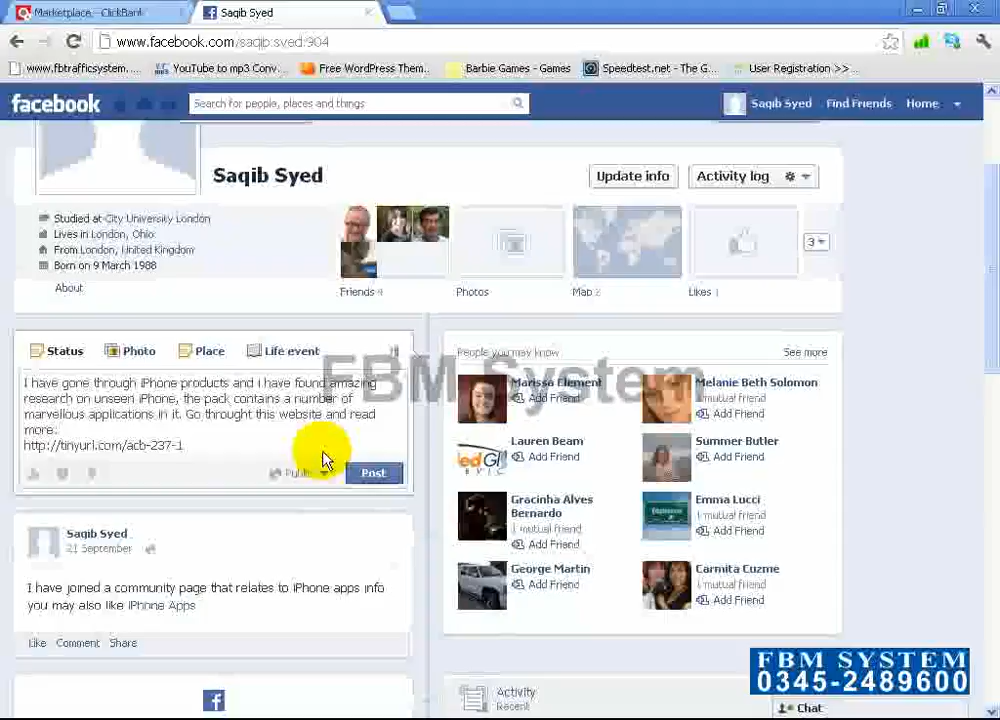 Marketplace - ClickBank
Saqib Syed
www.facebook.com/saqib.syed.904
www.fbtrafficsystem....
YouTube to mp3 Conv...
Free WordPress Them...
Barbie Games - Games
Speedtest.net - The G...
User Registration >>...
facebook
Search for people, places and things
Saqib Syed
Find Friends
Home
Saqib Syed
Update info
Activity log
Studied at City University London
Lives in London, Ohio
From London, United Kingdom
Born on 9 March 1988
About
Friends 4
Photos
Map 2
Likes 1
3
Status
Photo
Place
Life event
I have gone through iPhone products and i have found amazing
research on unseen iPhone, the pack contains a number of
marvellous applications in it. Go throught this website and read
more:
http://tinyurl.com/acb-237-1
Public
Post
People you may know
See more
Marissa Element
Add Friend
Melanie Beth Solomon
Add Friend
Lauren Beam
Add Friend
Summer Butler
Add Friend
Gracinha Alves
Bernardo
1 mutual friend
Add Friend
Emma Lucci
1 mutual friend
Add Friend
George Martin
Add Friend
Carmita Cuzme
1 mutual friend
Add Friend
FBM System
Saqib Syed
21 September
I have joined a community page that relates to iPhone apps info
you may also like iPhone Apps
Like Comment Share
Activity
Recent
FBM SYSTEM
0345-2489600
Chat